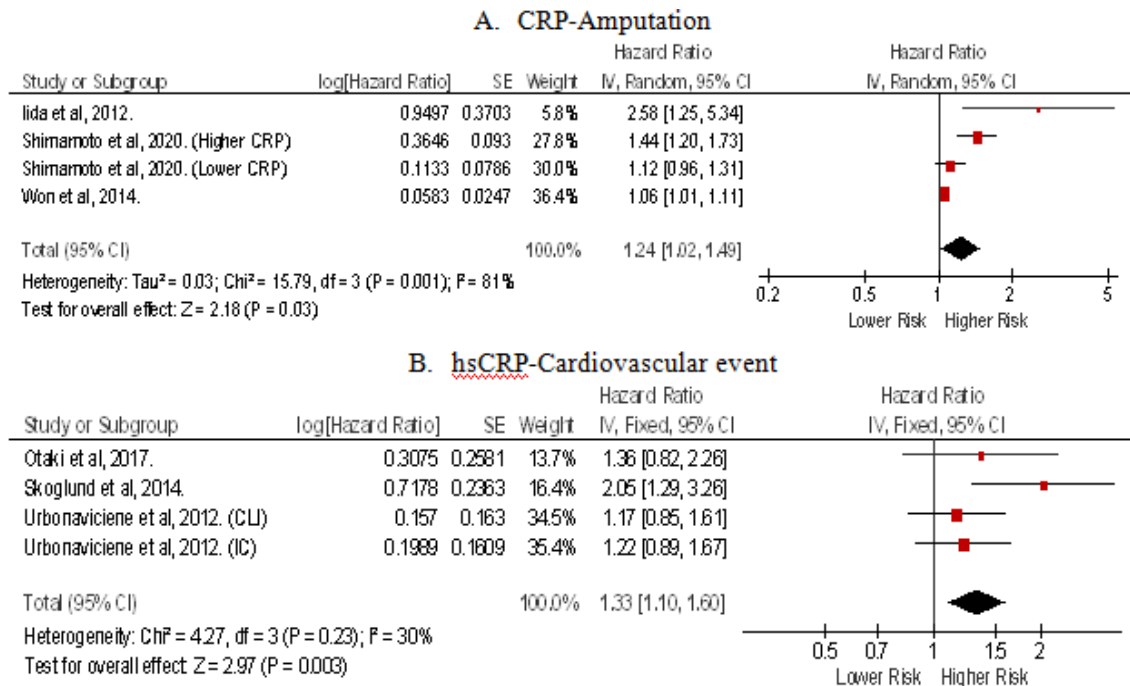 A. CRP-Amputation
Hazard Ratio Hazard Ratio
Study or Subgroup log[Hazard Ratio] SE Weight IV, Random, 95% CI IV, Random, 95% CI
Iida et al, 2012. 0.9497 0.3703 5.8% 2.58 [1.25, 5.34]
Shimamoto et al, 2020. (Higher CRP) 0.3646 0.093 27.8% 1.44 [1.20, 1.73]
Shimamoto et al, 2020. (Lower CRP) 0.1133 0.0786 30.0% 1.12 [0.96, 1.31]
Won et al, 2014. 0.0583 0.0247 36.4% 1.06 [1.01, 1.11]
Total (95% CI) 100.0% 1.24 [1.02, 1.49]
Heterogeneity: Tau² = 0.03; Chi² = 15.79, df = 3 (P = 0.001); I² = 81%
Test for overall effect: Z = 2.18 (P = 0.03)
0.2 0.5 1 2 5
Lower Risk Higher Risk
B. hsCRP-Cardiovascular event
Hazard Ratio Hazard Ratio
Study or Subgroup log[Hazard Ratio] SE Weight IV, Fixed, 95% CI IV, Fixed, 95% CI
Otaki et al, 2017. 0.3075 0.2581 13.7% 1.36 [0.82, 2.26]
Skoglund et al, 2014. 0.7178 0.2363 16.4% 2.05 [1.29, 3.26]
Urbonaviciene et al, 2012. (CLI) 0.157 0.163 34.5% 1.17 [0.85, 1.61]
Urbonaviciene et al, 2012. (IC) 0.1989 0.1609 35.4% 1.22 [0.89, 1.67]
Total (95% CI) 100.0% 1.33 [1.10, 1.60]
Heterogeneity: Chi² = 4.27, df = 3 (P = 0.23); I² = 30%
Test for overall effect: Z = 2.97 (P = 0.003)
0.5 0.7 1 1.5 2
Lower Risk Higher Risk